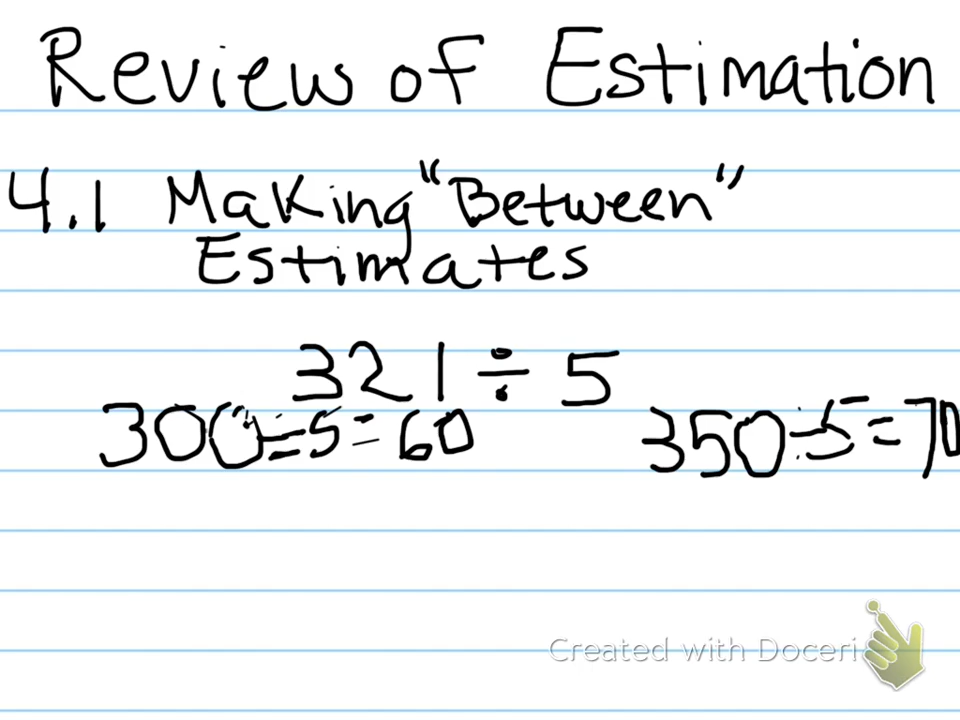 Review of Estimation
4.1 Making "Between"
Estimates
321 ÷ 5
300 ÷ 5 = 60 350 ÷ 5 = 70
Created with Doceri